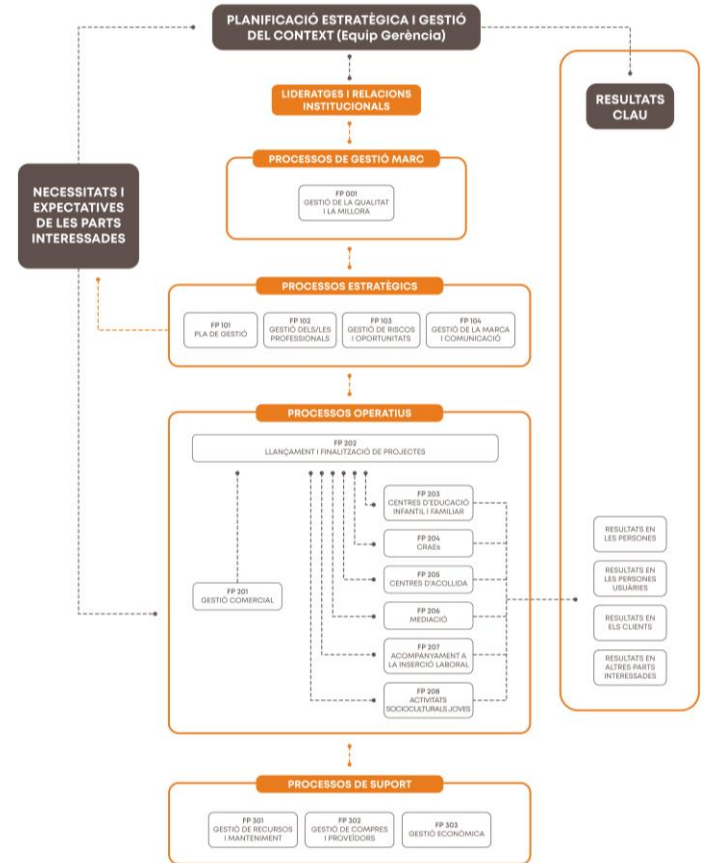 PLANIFICACIÓ ESTRATÈGICA I GESTIÓ
DEL CONTEXT (Equip Gerència)
LIDERATGES I RELACIONS
INSTITUCIONALS
RESULTATS
CLAU
NECESSITATS I
EXPECTATIVES
DE LES PARTS
INTERESSADES
PROCESSOS DE GESTIÓ MARC
FP 001
GESTIÓ DE LA QUALITAT
I LA MILLORA
PROCESSOS ESTRATÈGICS
FP 101
PLA DE GESTIÓ
FP 102
GESTIÓ DELS/LES
PROFESSIONALS
FP 103
GESTIÓ DE RISCOS
I OPORTUNITATS
FP 104
GESTIÓ DE LA MARCA
I COMUNICACIÓ
PROCESSOS OPERATIUS
FP 202
LLANÇAMENT I FINALITZACIÓ DE PROJECTES
FP 201
GESTIÓ COMERCIAL
FP 203
CENTRES D'EDUCACIÓ
INFANTIL I FAMILIAR
FP 204
CRAEs
FP 205
CENTRES D'ACOLLIDA
FP 206
MEDIACIÓ
FP 207
ACOMPANYAMENT A
LA INSERCIÓ LABORAL
FP 208
ACTIVITATS
SOCIOCULTURALS JOVES
RESULTATS EN
LES PERSONES
RESULTATS EN
LES PERSONES
USUÀRIES
RESULTATS EN
ELS CLIENTS
RESULTATS EN
ALTRES PARTS
INTERESSADES
PROCESSOS DE SUPORT
FP 301
GESTIÓ DE RECURSOS
I MANTENIMENT
FP 302
GESTIÓ DE COMPRES
I PROVEÏDORS
FP 303
GESTIÓ ECONÒMICA